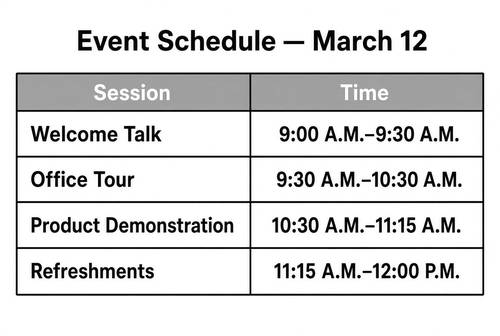 Event Schedule — March 12
Session Time
Welcome Talk 9:00 A.M.–9:30 A.M.
Office Tour 9:30 A.M.–10:30 A.M.
Product Demonstration 10:30 A.M.–11:15 A.M.
Refreshments 11:15 A.M.–12:00 P.M.